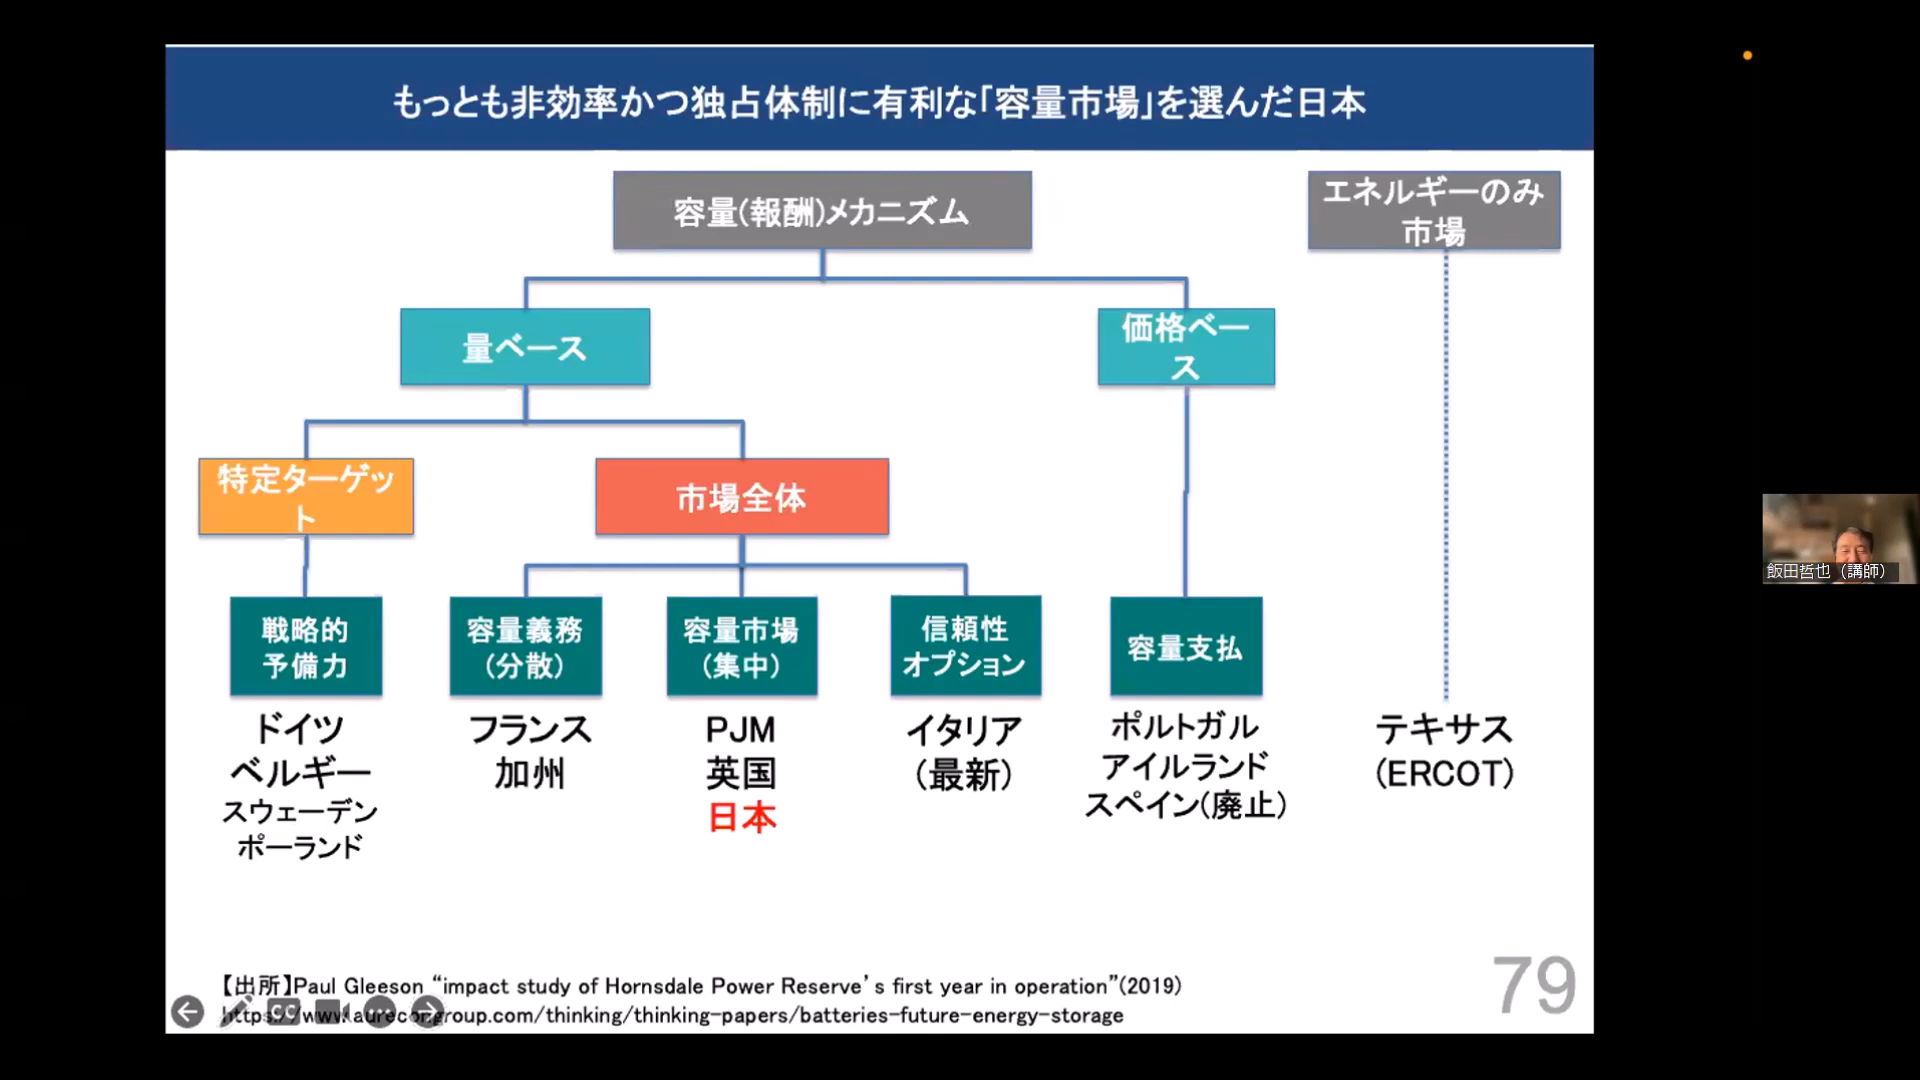 もっとも非効率かつ独占体制に有利な「容量市場」を選んだ日本
容量(報酬)メカニズム
エネルギーのみ
市場
量ベース
価格ベー
ス
特定ターゲッ
ト
市場全体
戦略的
予備力
容量義務
(分散)
容量市場
(集中)
信頼性
オプション
容量支払
ドイツ
ベルギー
スウェーデン
ポーランド
フランス
加州
PJM
英国
日本
イタリア
(最新)
ポルトガル
アイルランド
スペイン(廃止)
テキサス
(ERCOT)
飯田哲也（講師）
【出所】Paul Gleeson “impact study of Hornsdale Power Reserve’s first year in operation”(2019)
https://www.aurecongroup.com/thinking/thinking-papers/batteries-future-energy-storage
CC
79